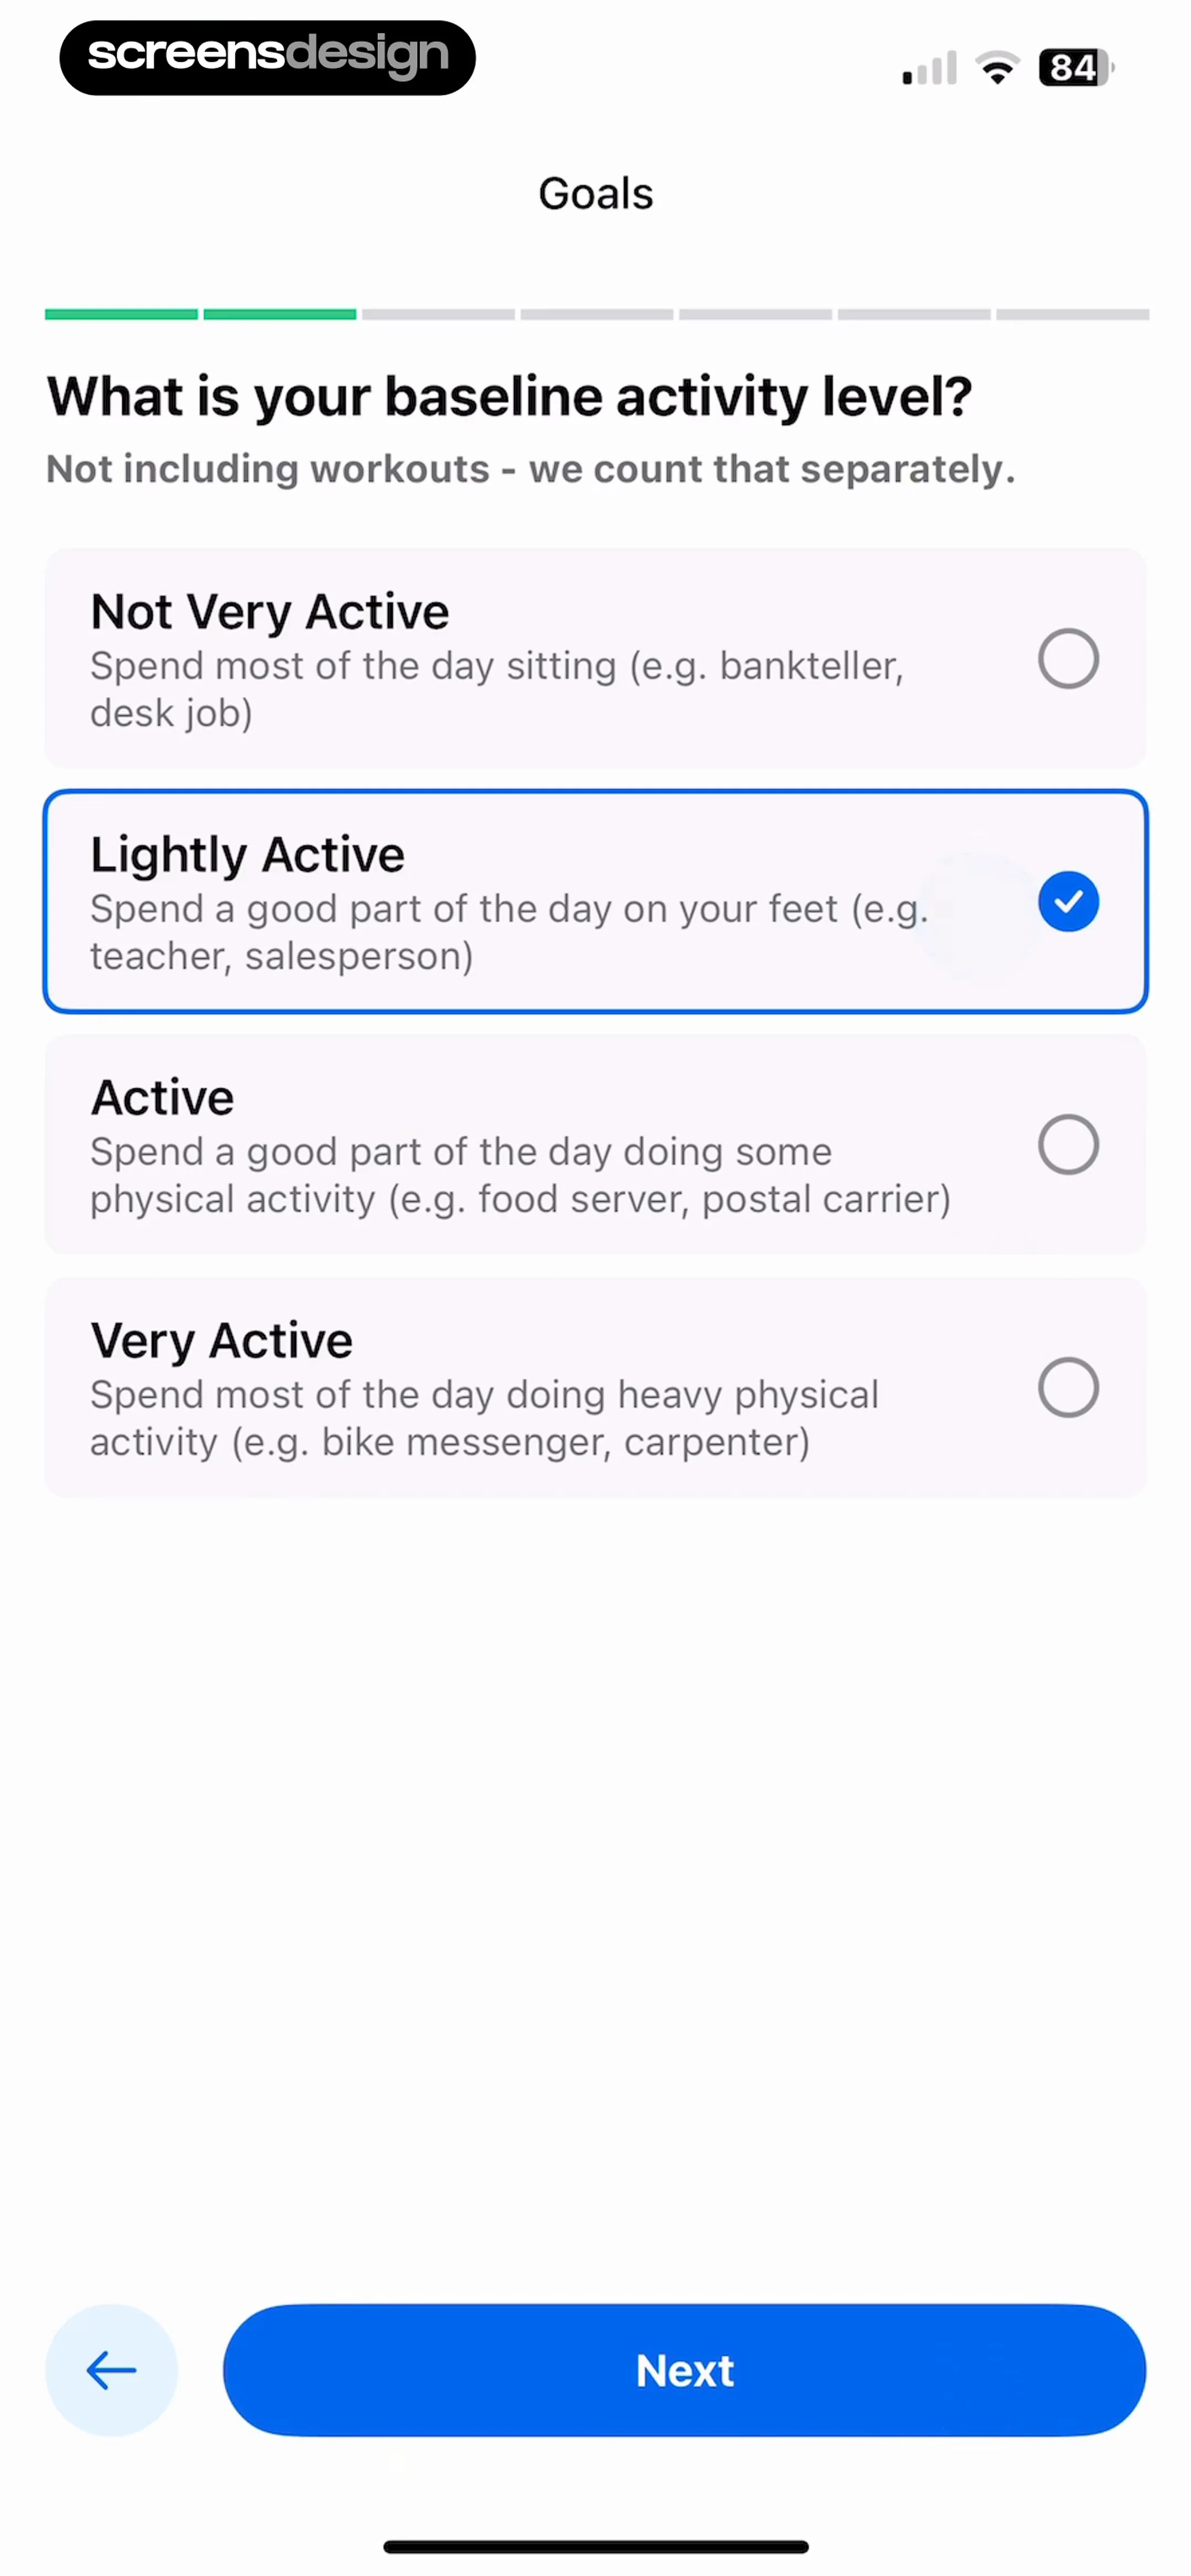 screensdesign
84
Goals
What is your baseline activity level?
Not including workouts - we count that separately.
Not Very Active
Spend most of the day sitting (e.g. bankteller,
desk job)
Lightly Active
Spend a good part of the day on your feet (e.g.
teacher, salesperson)
Active
Spend a good part of the day doing some
physical activity (e.g. food server, postal carrier)
Very Active
Spend most of the day doing heavy physical
activity (e.g. bike messenger, carpenter)
Next